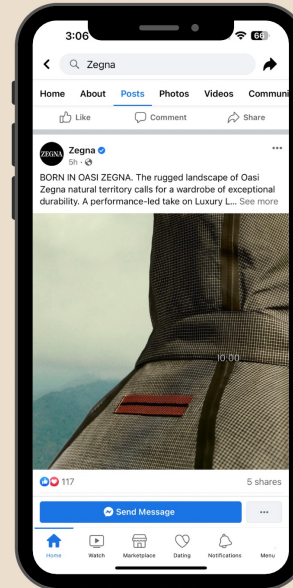 3:06
66
Zegna
Home About Posts Photos Videos Communi
Like Comment Share
ZEGNA
Zegna
5h
BORN IN OASI ZEGNA. The rugged landscape of Oasi
Zegna natural territory calls for a wardrobe of exceptional
durability. A performance-led take on Luxury L... See more
10:00
117 5 shares
Send Message
Home Watch Marketplace Dating Notifications Menu